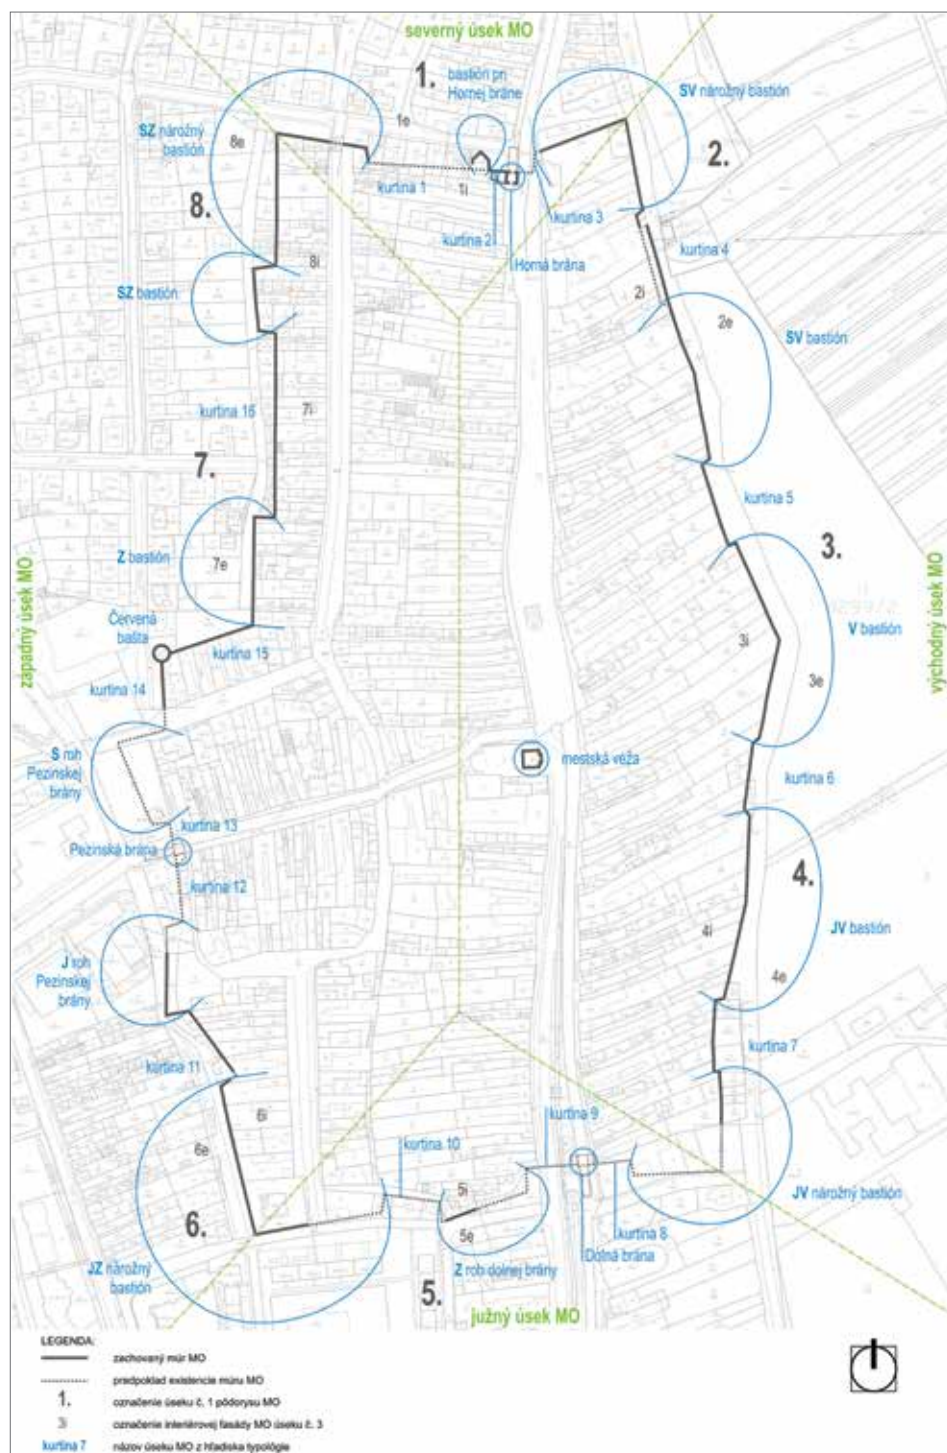 severný úsek MO
1.
bastión pri
Hornej bráne
1e
SV nárožný bastión
SZ nárožný
bastión
8e
2.
kurtina 1
1i
8.
kurtina 2
kurtina 3
kurtina 4
Horná brána
8i
SZ bastión
2i
2e
SV bastión
kurtina 16
7i
7.
kurtina 5
3.
Z bastión
7e
západný úsek MO
východný úsek MO
Červená
bašta
kurtina 15
3i
V bastión
kurtina 14
3e
S roh
Pezinskej
brány
mestská veža
kurtina 6
kurtina 13
Pezinská brána
kurtina 12
4.
4i
JV bastión
J roh
Pezinskej
brány
4e
kurtina 7
kurtina 11
6i
kurtina 9
6e
kurtina 10
5i
JV nárožný bastión
6.
5e
kurtina 8
JZ nárožný
bastión
Z rob dolnej brány
Dolná brána
5.
južný úsek MO
LEGENDA:
zachovaný múr MO
predpoklad existencie múru MO
1. označenie úseku č. 1 pôdorysu MO
3i označenie interiérovej fasády MO úseku č. 3
kurtina 7 názov úseku MO z hľadiska typológie